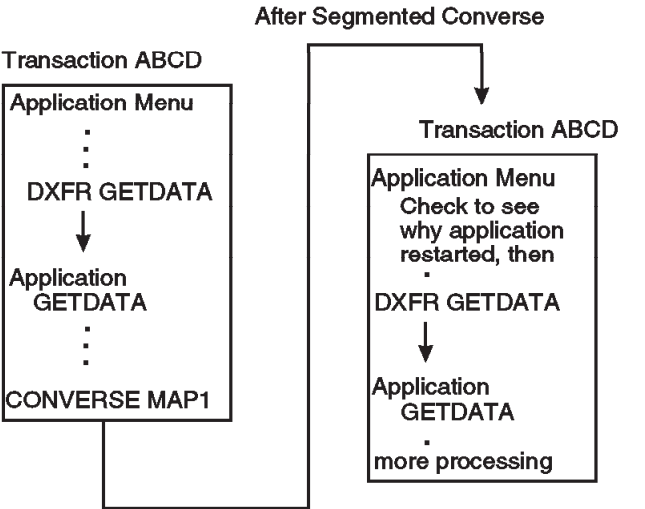 After Segmented Converse
Transaction ABCD
Application Menu
.
.
.
DXFR GETDATA
Application
GETDATA
.
.
.
CONVERSE MAP1
Transaction ABCD
Application Menu
Check to see
why application
restarted, then
.
DXFR GETDATA
Application
GETDATA
.
more processing